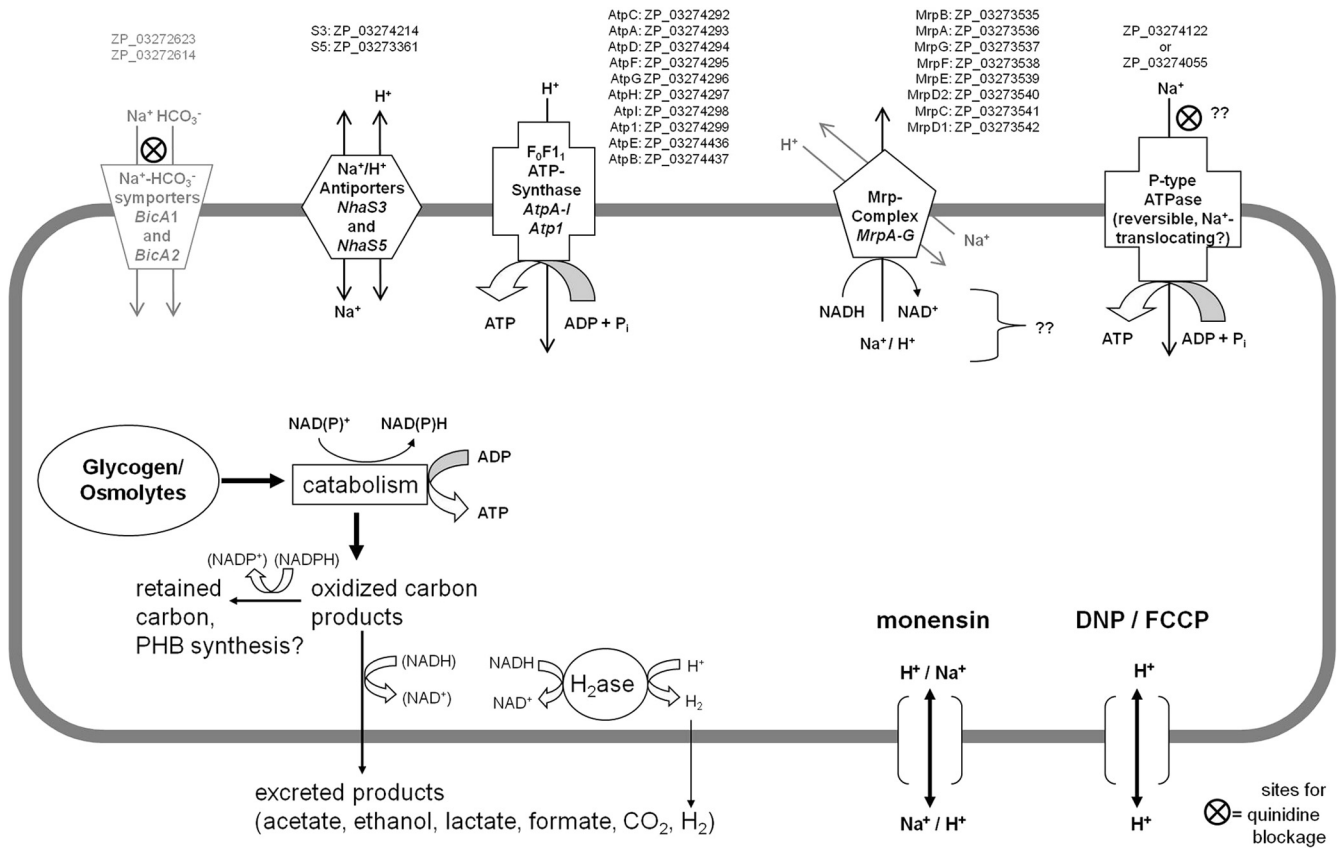 ZP_03272623
ZP_03272614
Na⁺ HCO₃⁻
Na⁺-HCO₃⁻
symporters
BicA1
and
BicA2
S3: ZP_03274214
S5: ZP_03273361
H⁺
Na⁺/H⁺
Antiporters
NhaS3
and
NhaS5
Na⁺
AtpC: ZP_03274292
AtpA: ZP_03274293
AtpD: ZP_03274294
AtpF: ZP_03274295
AtpG ZP_03274296
AtpH: ZP_03274297
AtpI: ZP_03274298
Atp1: ZP_03274299
AtpE: ZP_03274436
AtpB: ZP_03274437
H⁺
F₀F1₁
ATP-
Synthase
AtpA-I
Atp1
ATP
ADP + Pᵢ
MrpB: ZP_03273535
MrpA: ZP_03273536
MrpG: ZP_03273537
MrpF: ZP_03273538
MrpE: ZP_03273539
MrpD2: ZP_03273540
MrpC: ZP_03273541
MrpD1: ZP_03273542
H⁺
Mrp-
Complex
MrpA-G
Na⁺
NADH
NAD⁺
Na⁺ / H⁺
??
ZP_03274122
or
ZP_03274055
Na⁺
??
P-type
ATPase
(reversible, Na⁺-
translocating?)
ATP
ADP + Pᵢ
Glycogen/
Osmolytes
NAD(P)⁺
NAD(P)H
catabolism
ADP
ATP
(NADP⁺) (NADPH)
retained
carbon,
PHB synthesis?
oxidized carbon
products
(NADH)
(NAD⁺)
NADH
NAD⁺
H₂ase
H⁺
H₂
excreted products
(acetate, ethanol, lactate, formate, CO₂, H₂)
monensin
H⁺ / Na⁺
Na⁺ / H⁺
DNP / FCCP
H⁺
H⁺
sites for
= quinidine
blockage